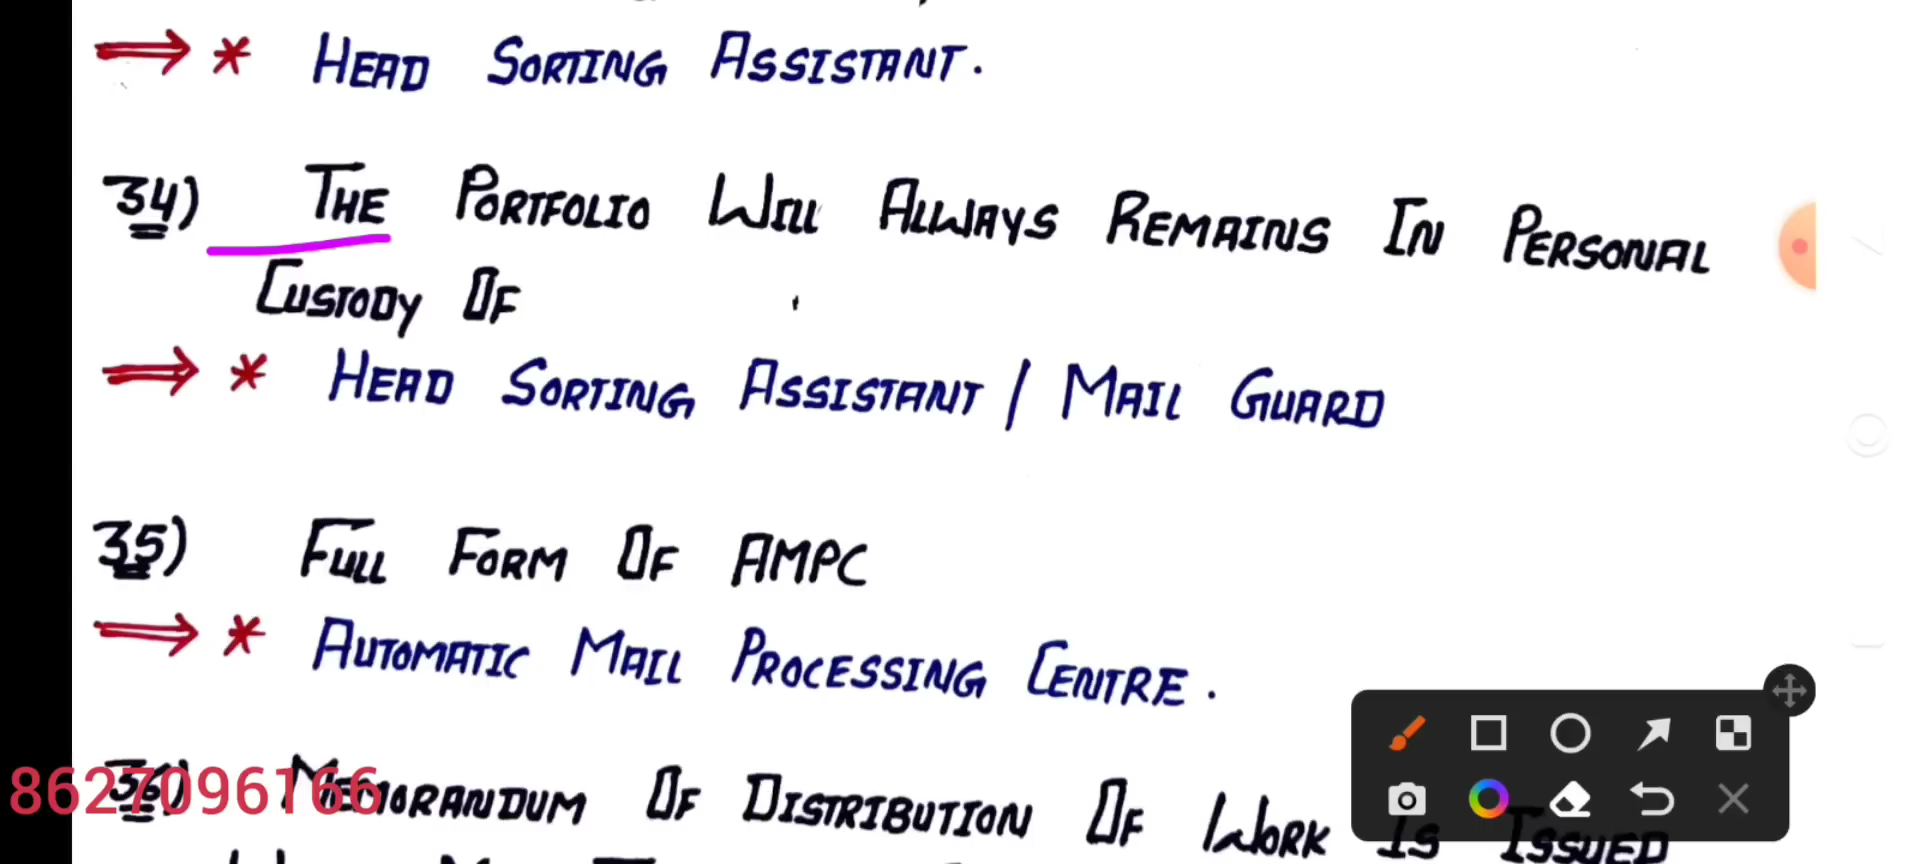 ⇒ * HEAD SORTING ASSISTANT.
34) THE PORTFOLIO WILL ALWAYS REMAINS IN PERSONAL
CUSTODY OF
⇒ * HEAD SORTING ASSISTANT / MAIL GUARD
35) FULL FORM OF AMPC
⇒ * AUTOMATIC MAIL PROCESSING CENTRE.
36) MEMORANDUM OF DISTRIBUTION OF WORK IS ISSUED
8627096166